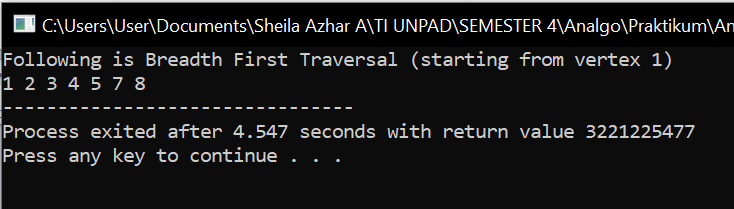 C:\Users\User\Documents\Sheila Azhar A\TI UNPAD\SEMESTER 4\Analgo\Praktikum\An
Following is Breadth First Traversal (starting from vertex 1)
1 2 3 4 5 7 8
--------------------------------
Process exited after 4.547 seconds with return value 3221225477
Press any key to continue . . .